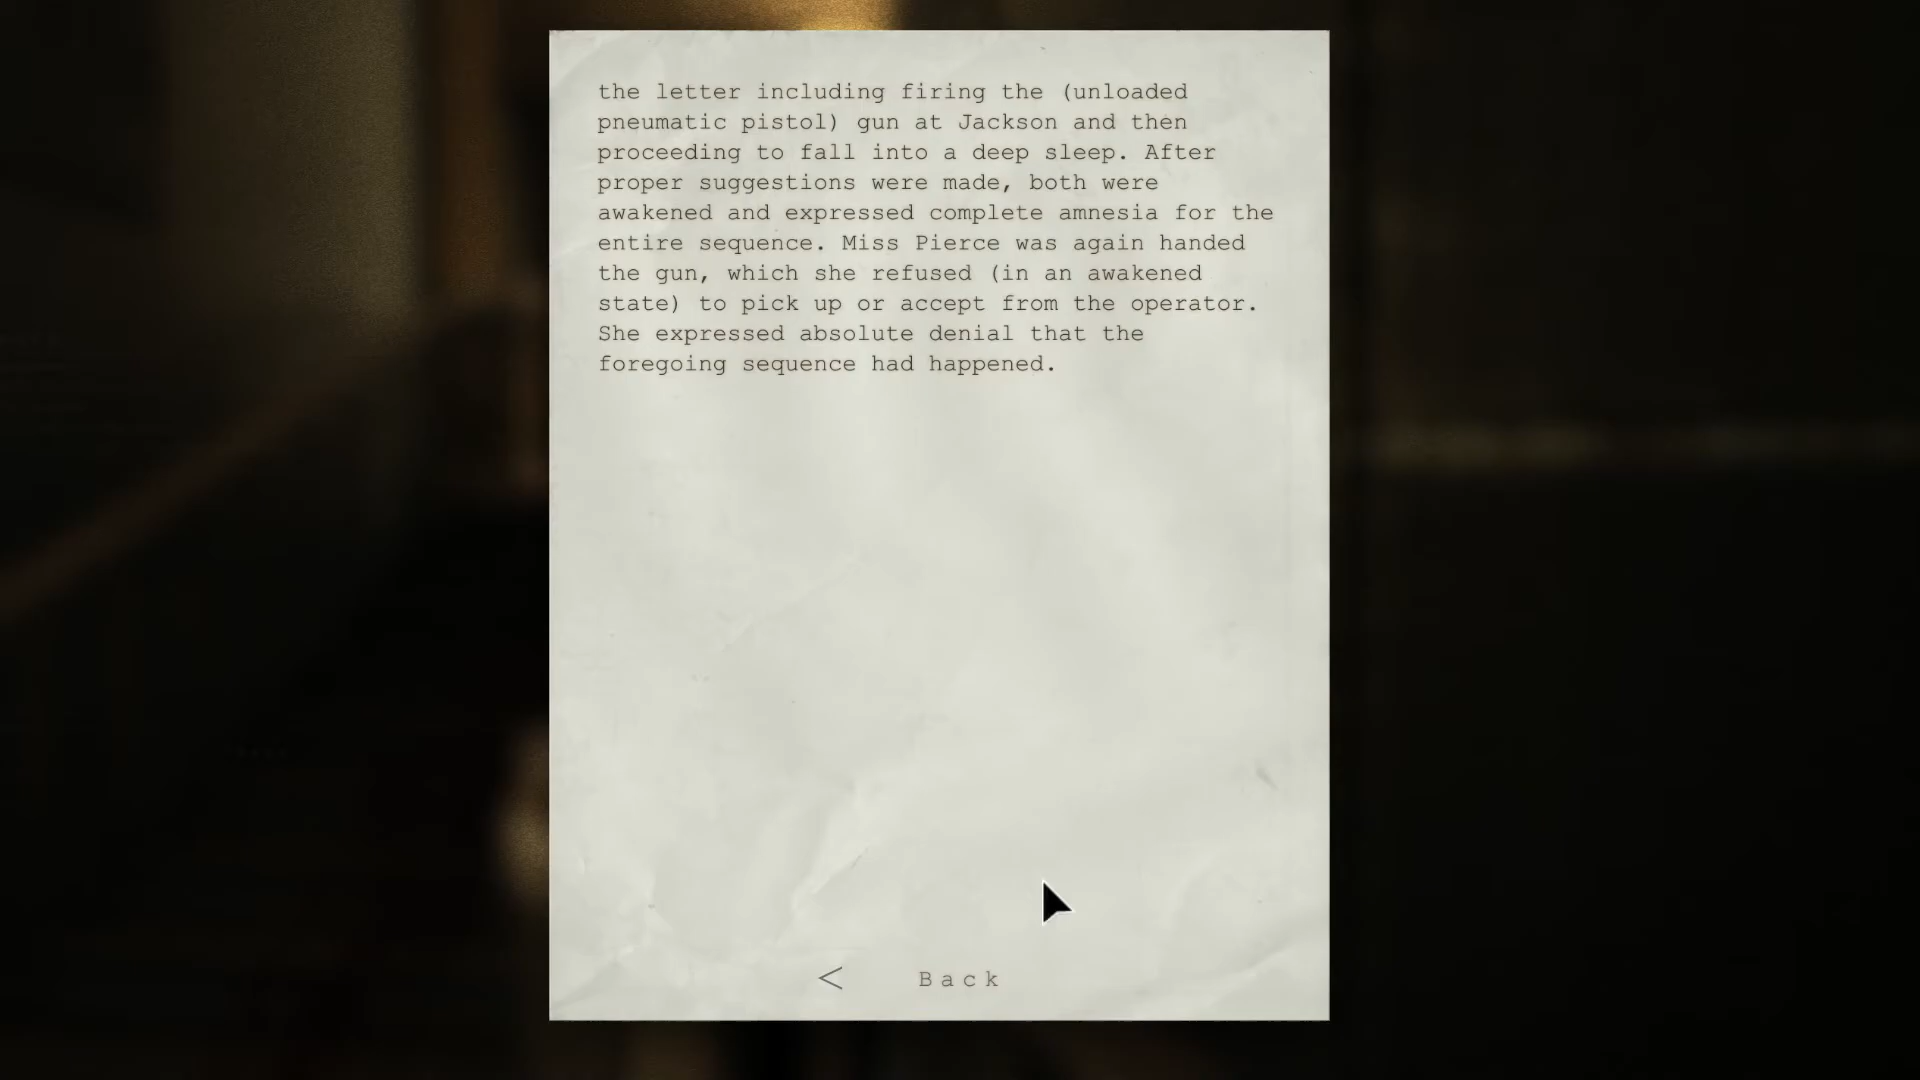 the letter including firing the (unloaded
pneumatic pistol) gun at Jackson and then
proceeding to fall into a deep sleep. After
proper suggestions were made, both were
awakened and expressed complete amnesia for the
entire sequence. Miss Pierce was again handed
the gun, which she refused (in an awakened
state) to pick up or accept from the operator.
She expressed absolute denial that the
foregoing sequence had happened.
< Back